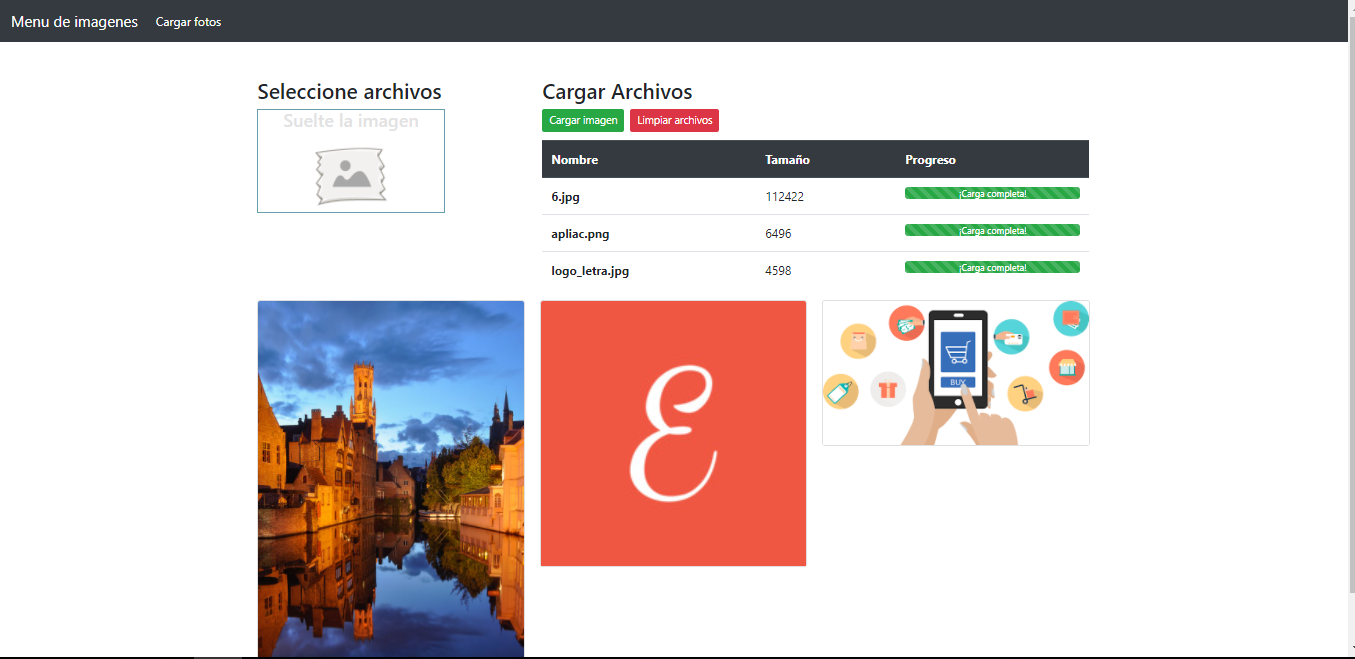 Menu de imagenes Cargar fotos
Seleccione archivos
Suelte la imagen
Cargar Archivos
Cargar imagen Limpiar archivos
Nombre Tamaño Progreso
6.jpg 112422 ¡Carga completa!
apliac.png 6496 ¡Carga completa!
logo_letra.jpg 4598 ¡Carga completa!
E
BUY